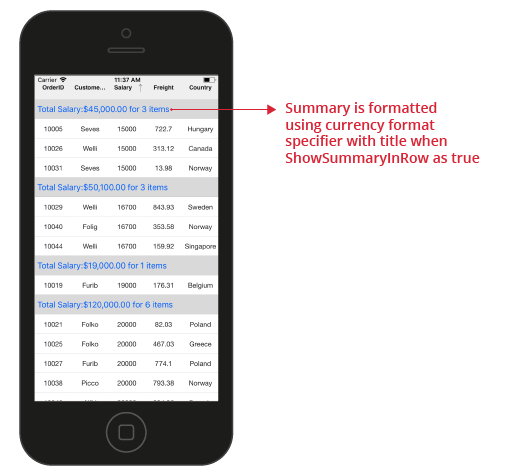 Carrier 11:37 AM
OrderID Custome... Salary ↑ Freight Country
Total Salary:$45,000.00 for 3 items
Summary is formatted
using currency format
specifier with title when
ShowSummaryInRow as true
10005 Seves 15000 722.7 Hungary
10026 Welli 15000 313.12 Canada
10031 Seves 15000 13.98 Norway
Total Salary:$50,100.00 for 3 items
10029 Welli 16700 843.93 Sweden
10040 Folig 16700 353.58 Norway
10044 Welli 16700 159.92 Singapore
Total Salary:$19,000.00 for 1 items
10019 Furib 19000 176.31 Belgium
Total Salary:$120,000.00 for 6 items
10021 Folko 20000 82.03 Poland
10025 Folko 20000 467.03 Greece
10027 Furib 20000 774.1 Poland
10038 Picco 20000 793.38 Norway